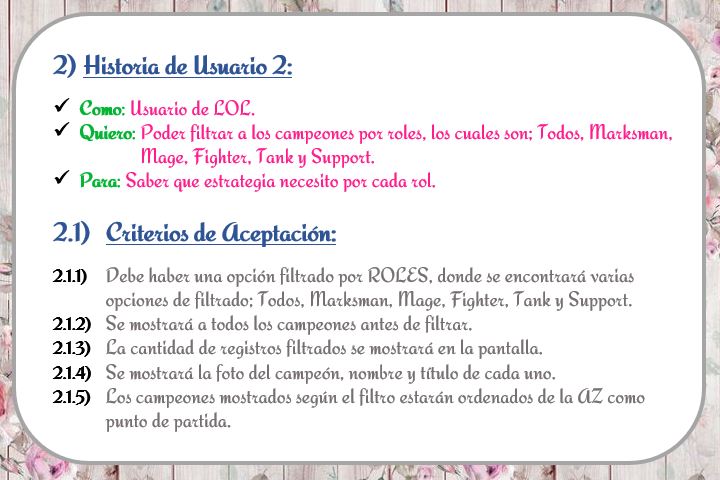 2) Historia de Usuario 2:
✓ Como: Usuario de LOL.
✓ Quiero: Poder filtrar a los campeones por roles, los cuales son; Todos, Marksman,
Mage, Fighter, Tank y Support.
✓ Para: Saber que estrategia necesito por cada rol.
2.1) Criterios de Aceptación:
2.1.1) Debe haber una opción filtrado por ROLES, donde se encontrará varias
opciones de filtrado; Todos, Marksman, Mage, Fighter, Tank y Support.
2.1.2) Se mostrará a todos los campeones antes de filtrar.
2.1.3) La cantidad de registros filtrados se mostrará en la pantalla.
2.1.4) Se mostrará la foto del campeón, nombre y título de cada uno.
2.1.5) Los campeones mostrados según el filtro estarán ordenados de la AZ como
punto de partida.